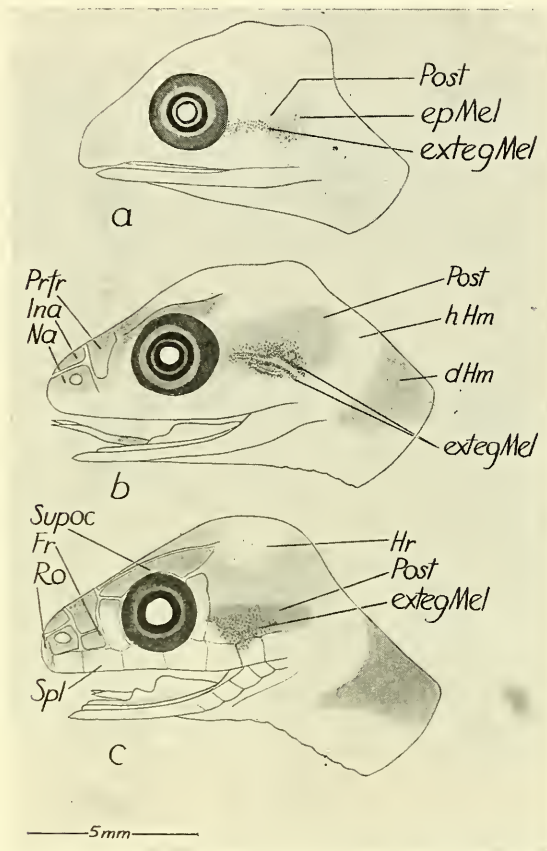 Post
epMel
extegMel
a
Prfr
Ina
Na
Post
hHm
dHm
extegMel
b
Supoc
Fr
Ro
Hr
Post
extegMel
Spl
c
5mm